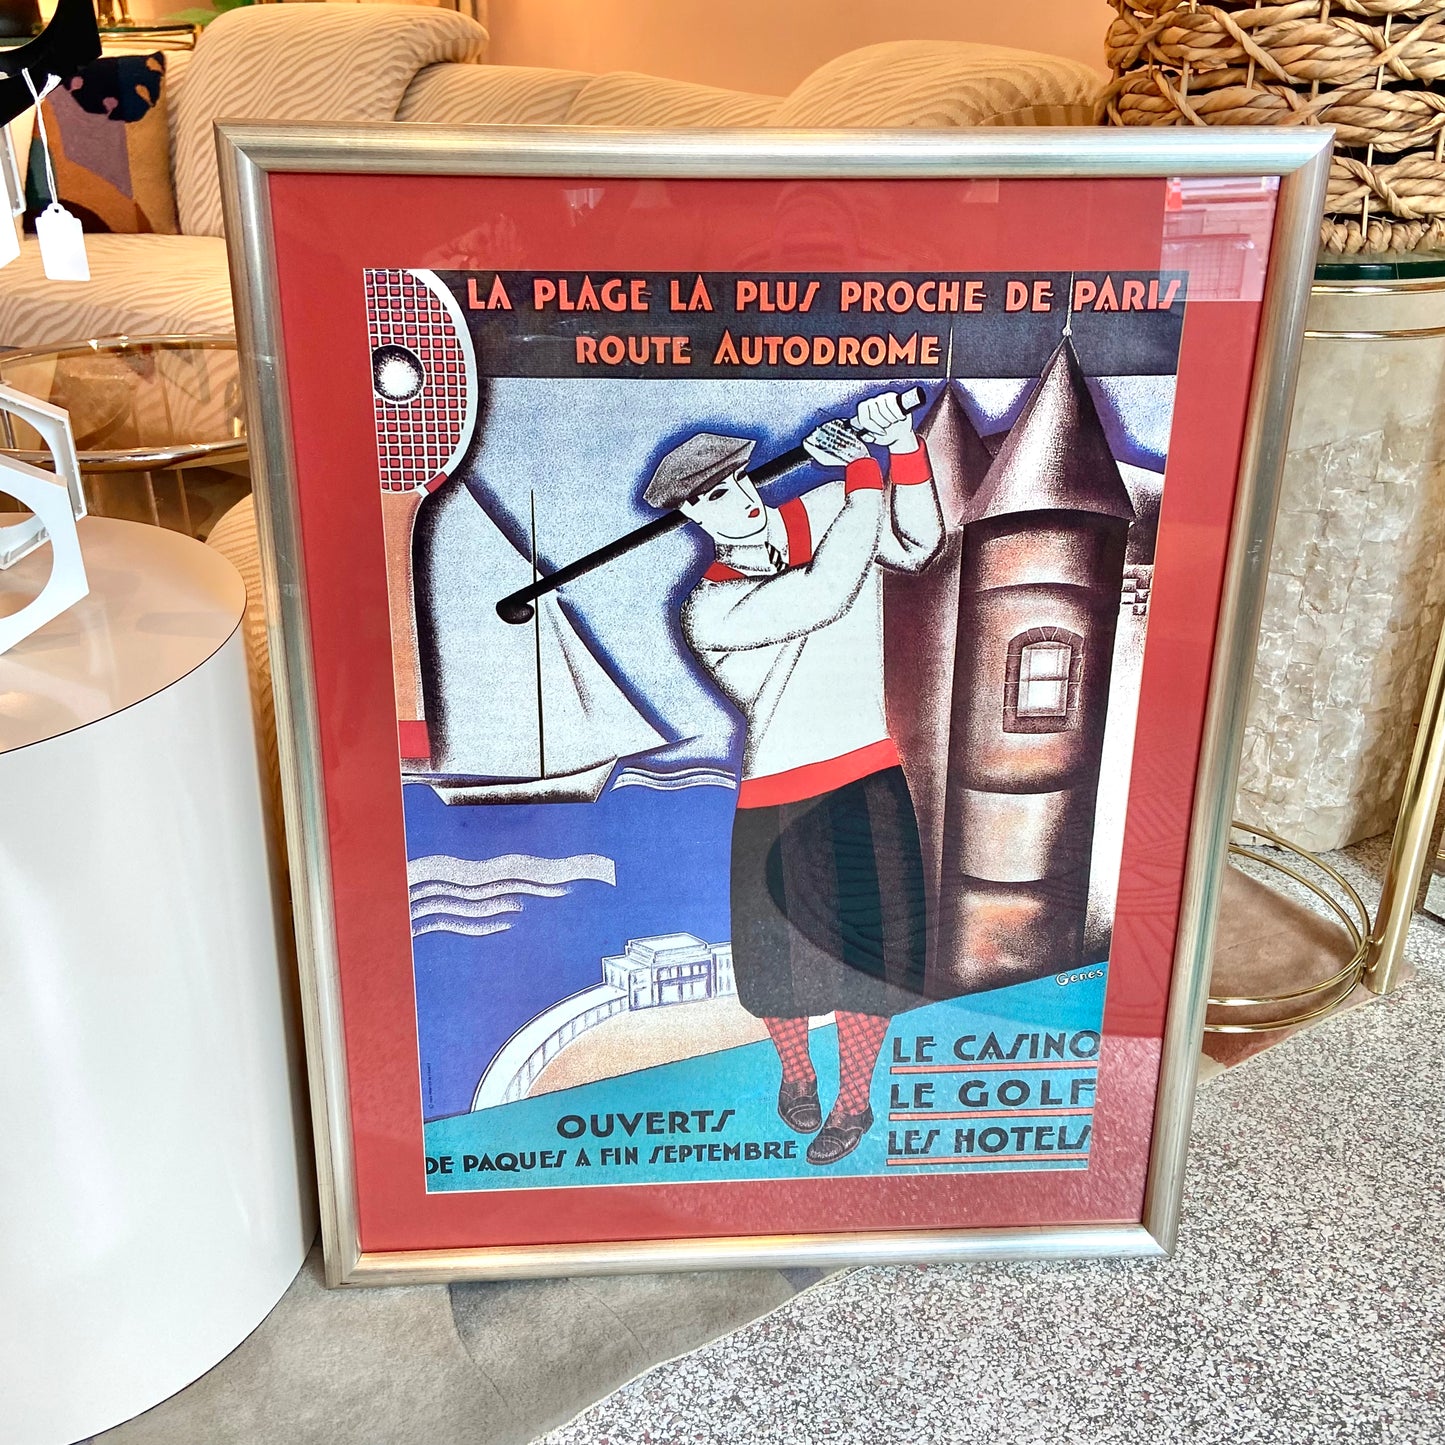 LA PLAGE LA PLUS PROCHE DE PARIS
ROUTE AUTODROME
Genes
LE CASINO
LE GOLF
LES HOTELS
OUVERTS
DE PAQUES A FIN SEPTEMBRE